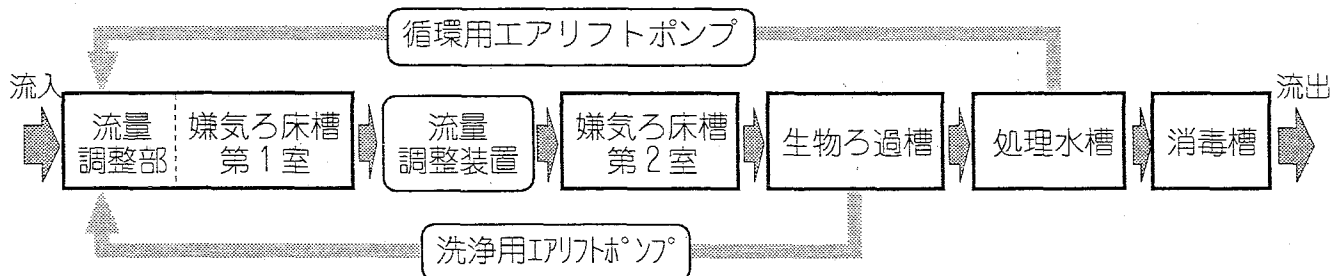 循環用エアリフトポンプ
流入
流量
調整部
嫌気ろ床槽
第1室
流量
調整装置
嫌気ろ床槽
第2室
生物ろ過槽
処理水槽
消毒槽
流出
洗浄用エアリフトポンプ